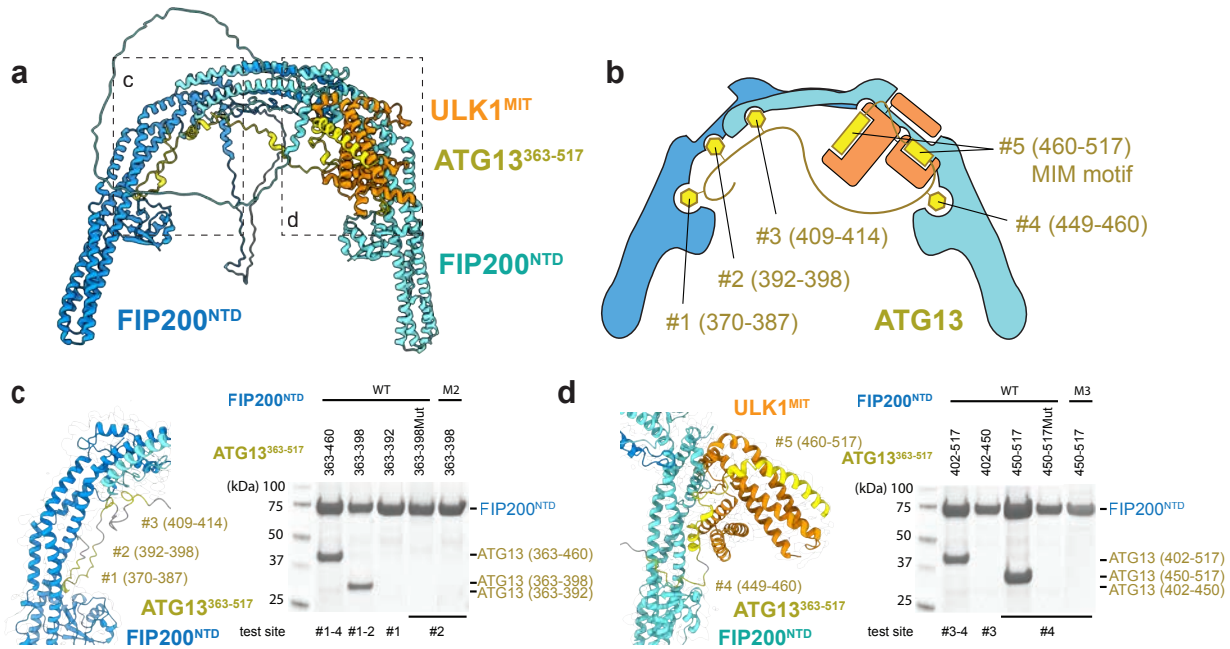 a
c
d
ULK1MIT
ATG13363-517
FIP200NTD
FIP200NTD
b
#5 (460-517)
MIM motif
#4 (449-460)
#3 (409-414)
#2 (392-398)
#1 (370-387)
ATG13
c
FIP200NTD
ATG13363-517
WT
M2
363-460
363-398
363-392
363-398Mut
363-398
(kDa) 100
75
50
37
25
FIP200NTD
ATG13 (363-460)
ATG13 (363-398)
ATG13 (363-392)
#3 (409-414)
#2 (392-398)
#1 (370-387)
ATG13363-517
FIP200NTD
test site
#1-4
#1-2
#1
#2
d
ULK1MIT
#5 (460-517)
FIP200NTD
ATG13363-517
WT
M3
402-517
402-450
450-517
450-517Mut
450-517
(kDa) 100
75
50
37
25
FIP200NTD
ATG13 (402-517)
ATG13 (450-517)
ATG13 (402-450)
#4 (449-460)
ATG13363-517
FIP200NTD
test site
#3-4
#3
#4